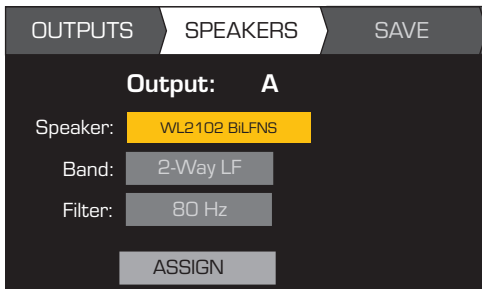 OUTPUTS SPEAKERS SAVE
Output: A
Speaker: WL2102 BiLFNS
Band: 2-Way LF
Filter: 80 Hz
ASSIGN